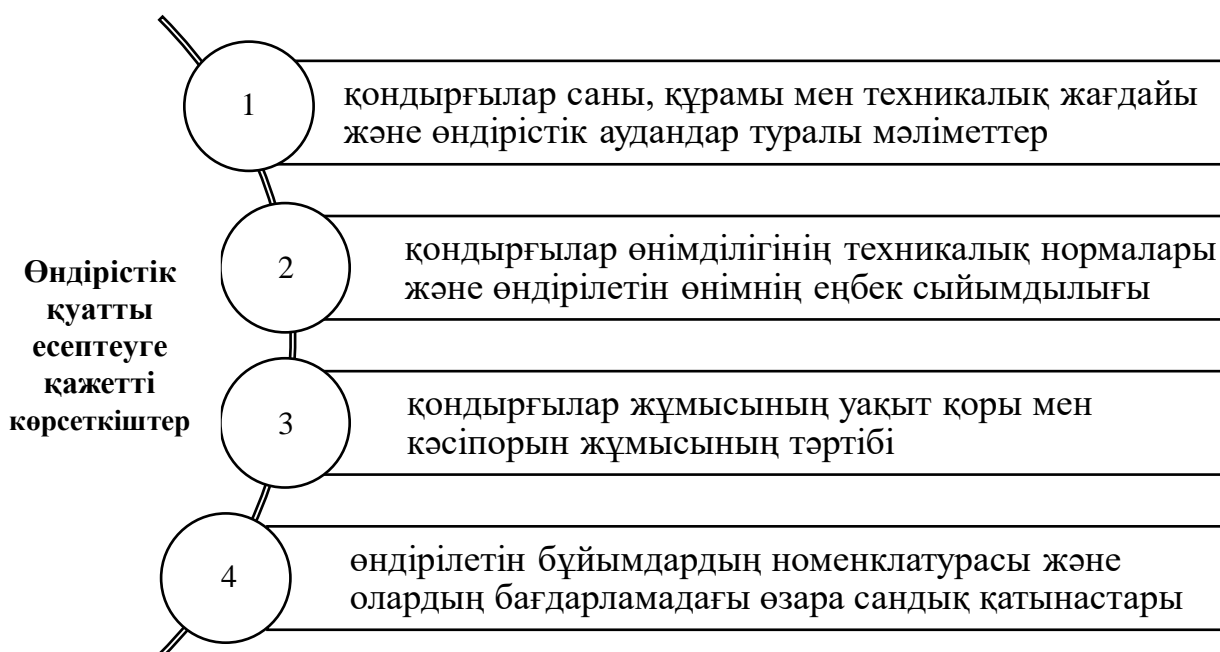 Өндірістік
қуатты
есептеуге
қажетті
көрсеткіштер
1
қондырғылар саны, құрамы мен техникалық жағдайы
және өндірістік аудандар туралы мәліметтер
2
қондырғылар өнімділігінің техникалық нормалары
және өндірілетін өнімнің еңбек сыйымдылығы
3
қондырғылар жұмысының уақыт қоры мен
кәсіпорын жұмысының тәртібі
4
өндірілетін бұйымдардың номенклатурасы және
олардың бағдарламадағы өзара сандық қатынастары